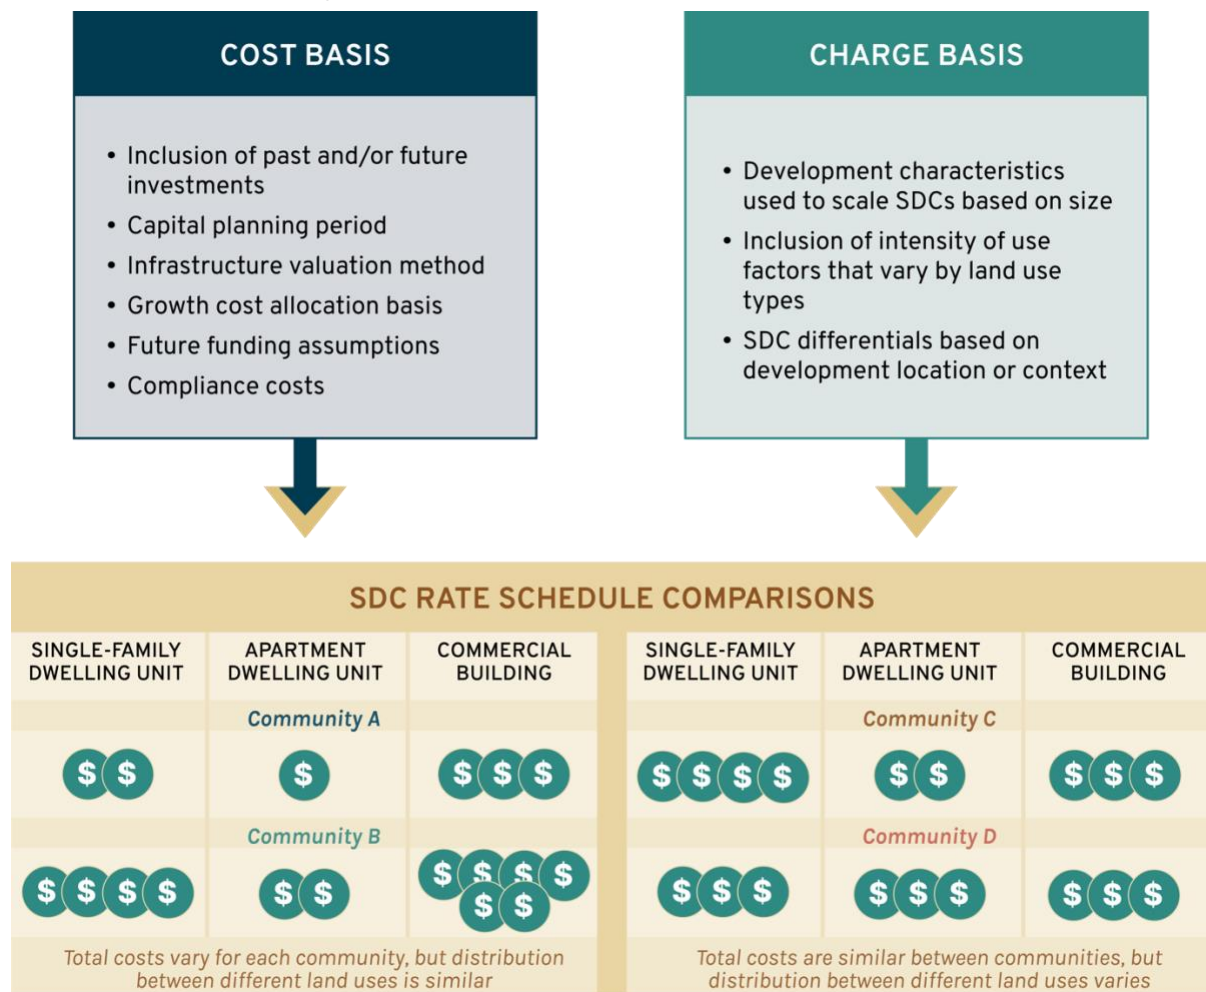 COST BASIS
• Inclusion of past and/or future
investments
• Capital planning period
• Infrastructure valuation method
• Growth cost allocation basis
• Future funding assumptions
• Compliance costs
CHARGE BASIS
• Development characteristics
used to scale SDCs based on size
• Inclusion of intensity of use
factors that vary by land use
types
• SDC differentials based on
development location or context
SDC RATE SCHEDULE COMPARISONS
SINGLE-FAMILY
DWELLING UNIT
APARTMENT
DWELLING UNIT
COMMERCIAL
BUILDING
Community A
$ $
$
$ $ $
Community B
$ $ $ $
$ $
$ $ $ $
$ $
Total costs vary for each community, but distribution
between different land uses is similar
SINGLE-FAMILY
DWELLING UNIT
APARTMENT
DWELLING UNIT
COMMERCIAL
BUILDING
Community C
$ $ $ $
$ $
$ $ $
Community D
$ $ $
$ $ $
$ $ $
Total costs are similar between communities, but
distribution between different land uses varies